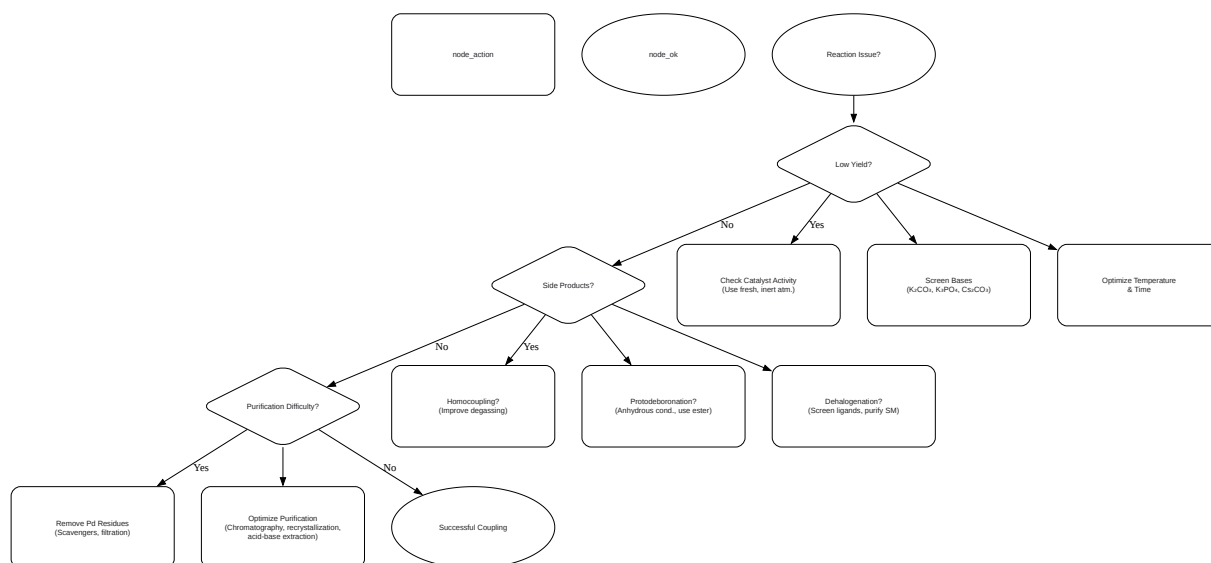 node_action
node_ok
Reaction Issue?
Low Yield?
No
Yes
Check Catalyst Activity
(Use fresh, inert atm.)
Screen Bases
(K₂CO₃, K₃PO₄, Cs₂CO₃)
Optimize Temperature
& Time
Side Products?
No
Yes
Homocoupling?
(Improve degassing)
Protodeboronation?
(Anhydrous cond., use ester)
Dehalogenation?
(Screen ligands, purify SM)
Purification Difficulty?
Yes
No
Remove Pd Residues
(Scavengers, filtration)
Optimize Purification
(Chromatography, recrystallization,
acid-base extraction)
Successful Coupling